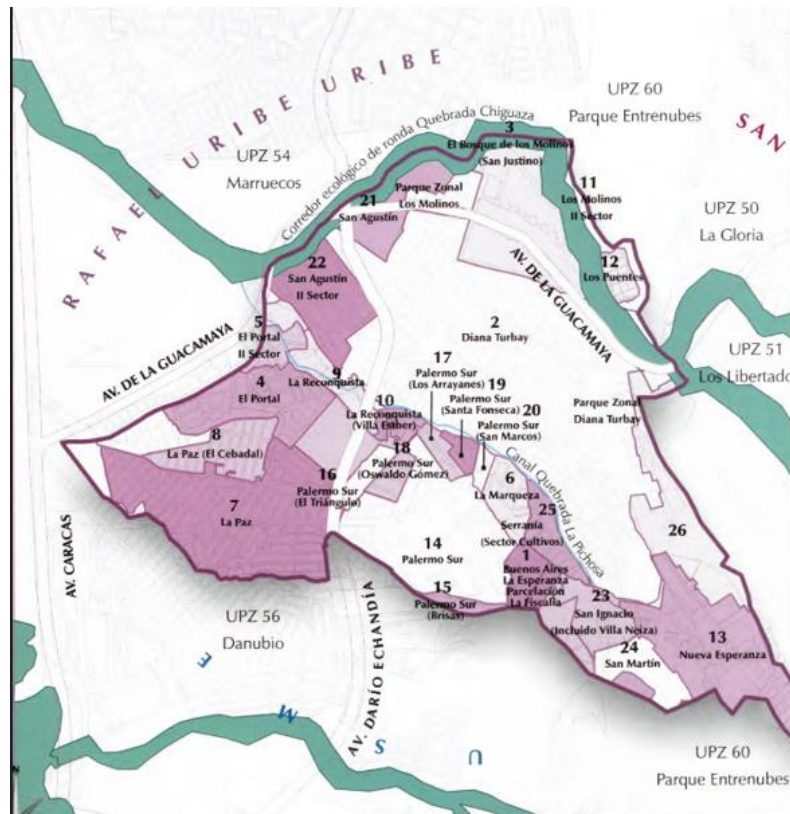 RAFAEL URIBE URIBE
UPZ 60
Parque Entrenubes
SAN
UPZ 54
Marruecos
Corredor ecológico de ronda Quebrada Chiguaza
3
El Bosque de los Molinos
(San Justino)
Parque Zonal
Los Molinos
11
Los Molinos
II Sector
21
San Agustín
UPZ 50
La Gloria
22
San Agustín
II Sector
12
Los Puentes
AV. DE LA GUACAMAYA
2
Diana Turbay
5
El Portal
II Sector
AV. DE LA GUACAMAYA
UPZ 51
Los Libertado
17
Palermo Sur
(Los Arrayanes)
9
La Reconquista
19
Palermo Sur
(Santa Fonseca)
4
El Portal
10
La Reconquista
(Villa Esther)
20
Palermo Sur
(San Marcos)
Parque Zonal
Diana Turbay
8
La Paz (El Cebadal)
18
Palermo Sur
(Oswaldo Gómez)
Canal Quebrada La Pichosa
16
Palermo Sur
(El Triángulo)
6
La Marqueza
7
La Paz
25
Serranía
(Sector Cultivos)
26
14
Palermo Sur
1
Buenos Aires
La Esperanza
Parcelación
La Fiscalia
AV. CARACAS
15
Palermo Sur
(Brisas)
23
San Ignacio
(Incluido Villa Neiza)
UPZ 56
Danubio
13
Nueva Esperanza
24
San Martín
AV. DARÍO ECHANDÍA
U S M E
UPZ 60
Parque Entrenubes
N